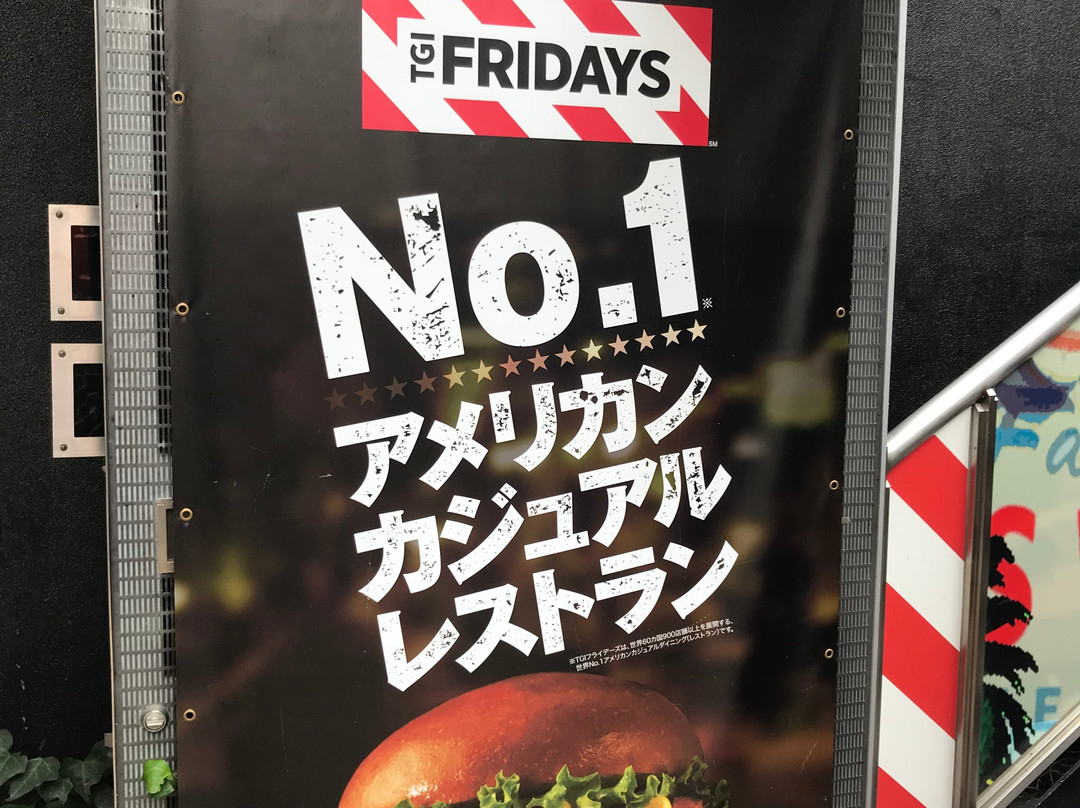 TGI FRIDAYS
SM
No.1
※
アメリカン
カジュアル
レストラン
※TGIフライデーズは、世界60カ国900店舗以上を展開する、
世界No.1アメリカンカジュアルダイニング(レストラン)です。